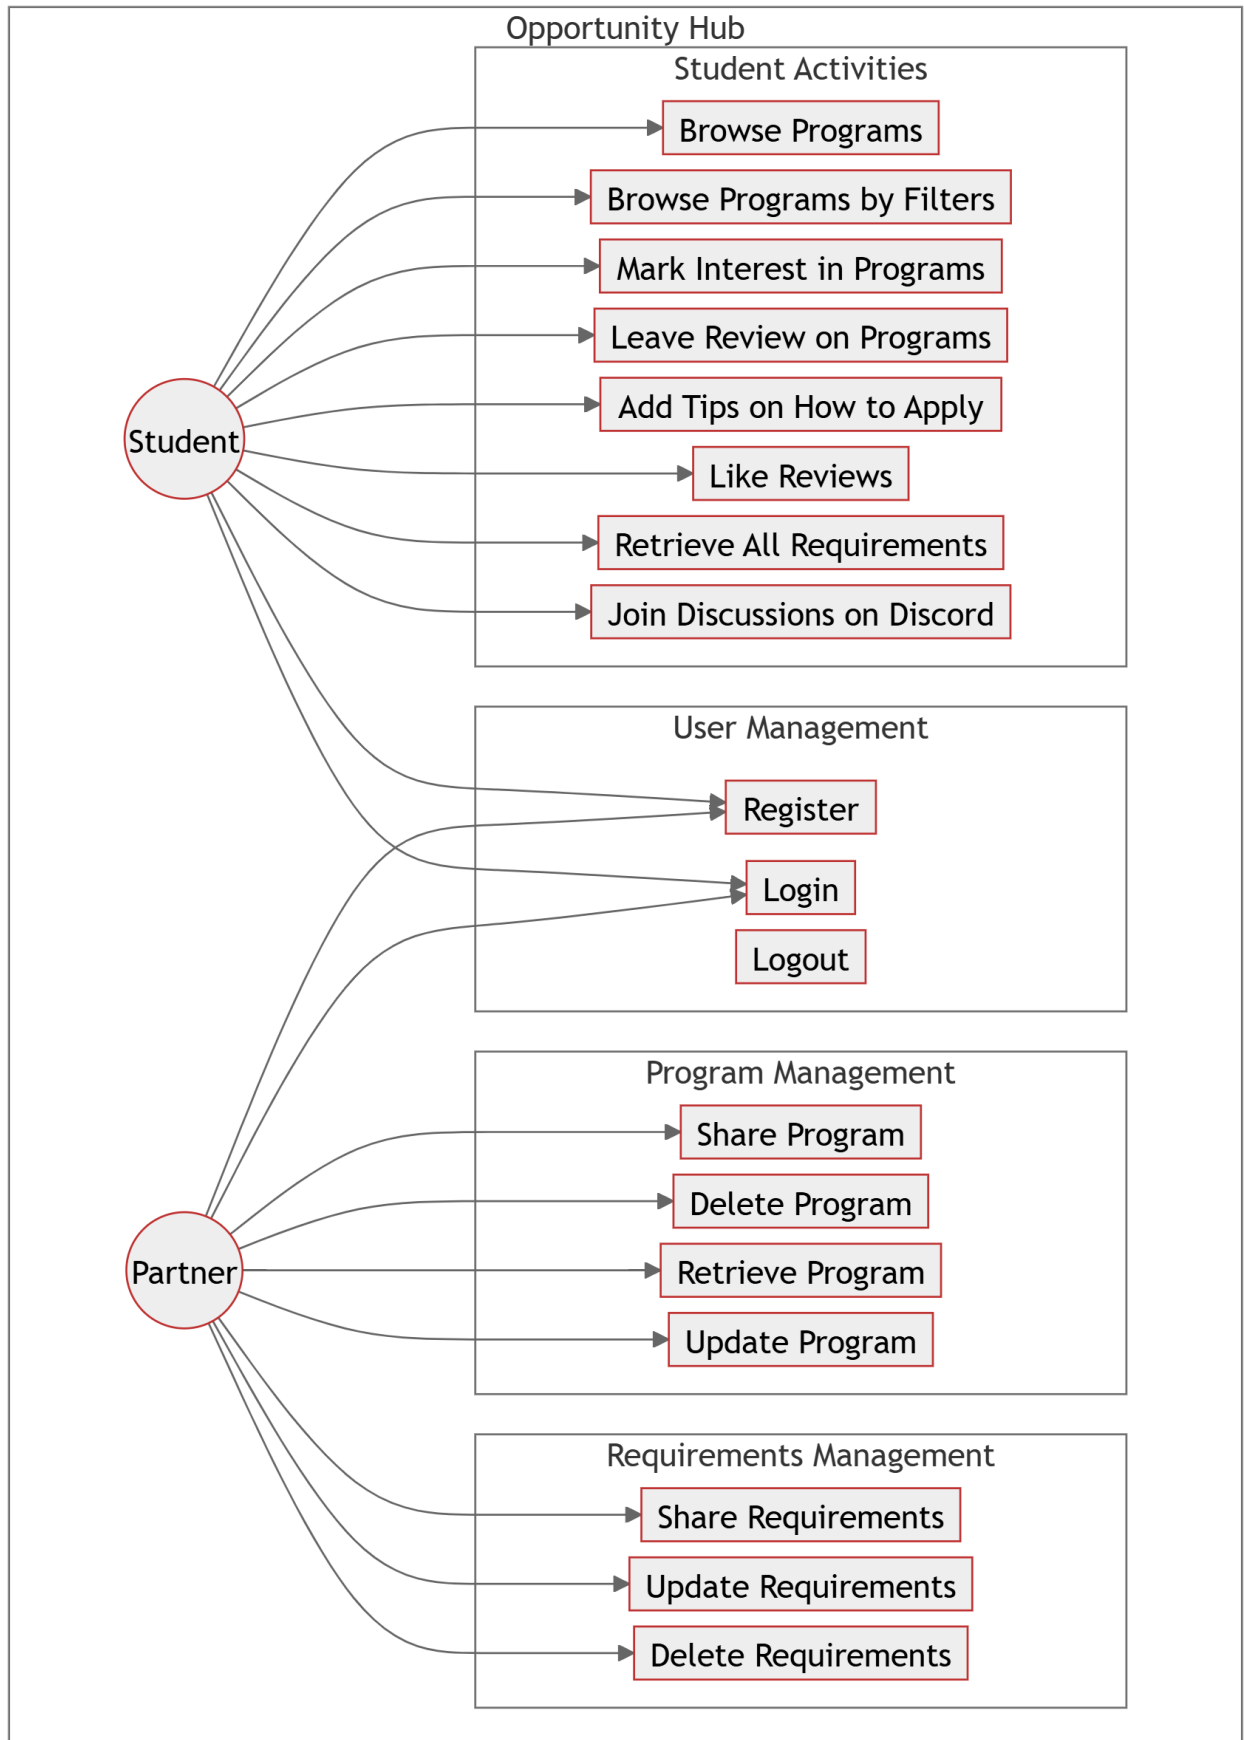 Opportunity Hub
Student Activities
Browse Programs
Browse Programs by Filters
Mark Interest in Programs
Leave Review on Programs
Add Tips on How to Apply
Student
Like Reviews
Retrieve All Requirements
Join Discussions on Discord
User Management
Register
Login
Logout
Program Management
Share Program
Delete Program
Partner
Retrieve Program
Update Program
Requirements Management
Share Requirements
Update Requirements
Delete Requirements